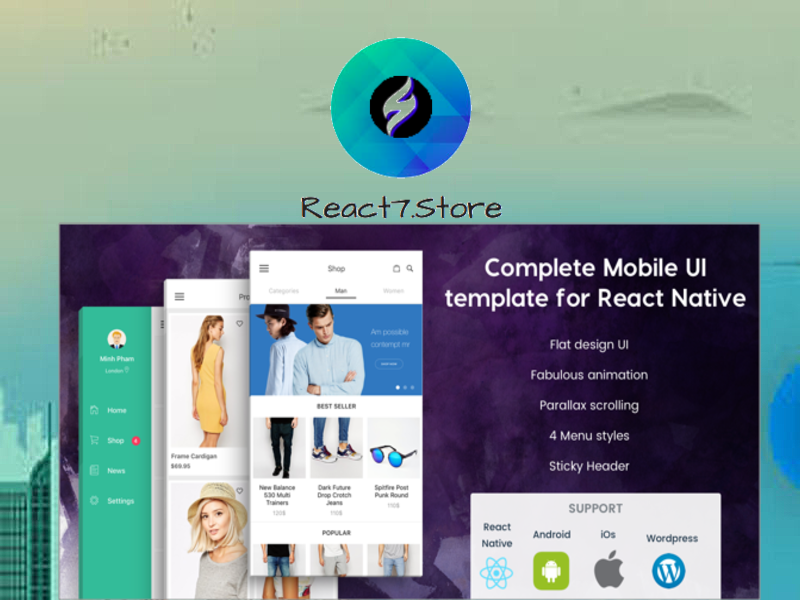 React7.Store
Complete Mobile UI
template for React Native
Flat design UI
Fabulous animation
Parallax scrolling
4 Menu styles
Sticky Header
SUPPORT
React
Native
Android
iOs
Wordpress
Minh Pham
London
Home
Shop
News
Settings
Pro
Frame Cardigan
$69.95
Shop
Categories
Man
Women
Am possible
contempt mr
BEST SELLER
New Balance
530 Multi
Trainers
120$
Dark Future
Drop Crotch
Jeans
110$
Spitfire Post
Punk Round
110$
POPULAR